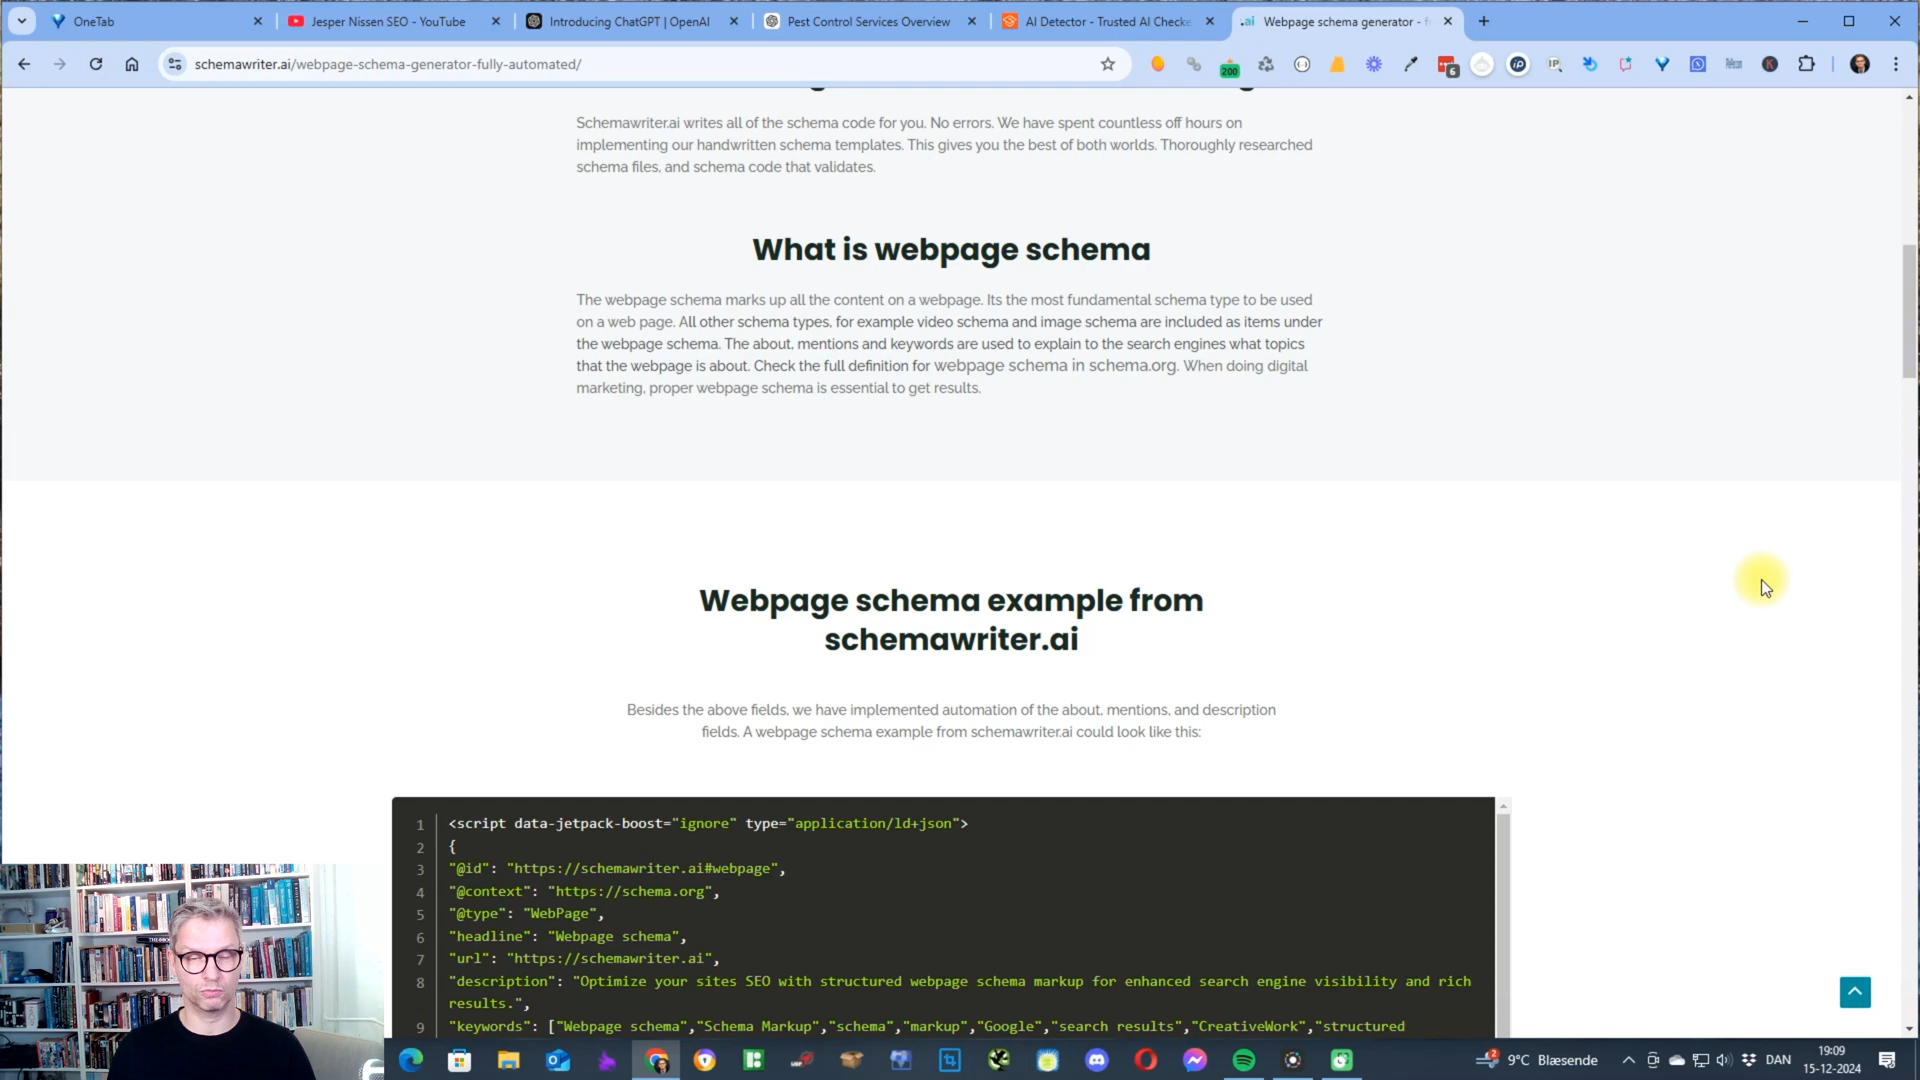 OneTab
Jesper Nissen SEO - YouTube
Introducing ChatGPT | OpenAI
Pest Control Services Overview
AI Detector - Trusted AI Checke
Webpage schema generator - f
schemawriter.ai/webpage-schema-generator-fully-automated/
200
6
Schemawriter.ai writes all of the schema code for you. No errors. We have spent countless off hours on
implementing our handwritten schema templates. This gives you the best of both worlds. Thoroughly researched
schema files, and schema code that validates.
What is webpage schema
The webpage schema marks up all the content on a webpage. Its the most fundamental schema type to be used
on a web page. All other schema types, for example video schema and image schema are included as items under
the webpage schema. The about, mentions and keywords are used to explain to the search engines what topics
that the webpage is about. Check the full definition for webpage schema in schema.org. When doing digital
marketing, proper webpage schema is essential to get results.
Webpage schema example from
schemawriter.ai
Besides the above fields, we have implemented automation of the about, mentions, and description
fields. A webpage schema example from schemawriter.ai could look like this:
1 <script data-jetpack-boost="ignore" type="application/ld+json">
2 {
3 "@id": "https://schemawriter.ai#webpage",
4 "@context": "https://schema.org",
5 "@type": "WebPage",
6 "headline": "Webpage schema",
7 "url": "https://schemawriter.ai",
8 "description": "Optimize your sites SEO with structured webpage schema markup for enhanced search engine visibility and rich
results.",
9 "keywords": ["Webpage schema","Schema Markup","schema","markup","Google","search results","CreativeWork","structured
2
9°C Blæsende
DAN
19:09
15-12-2024